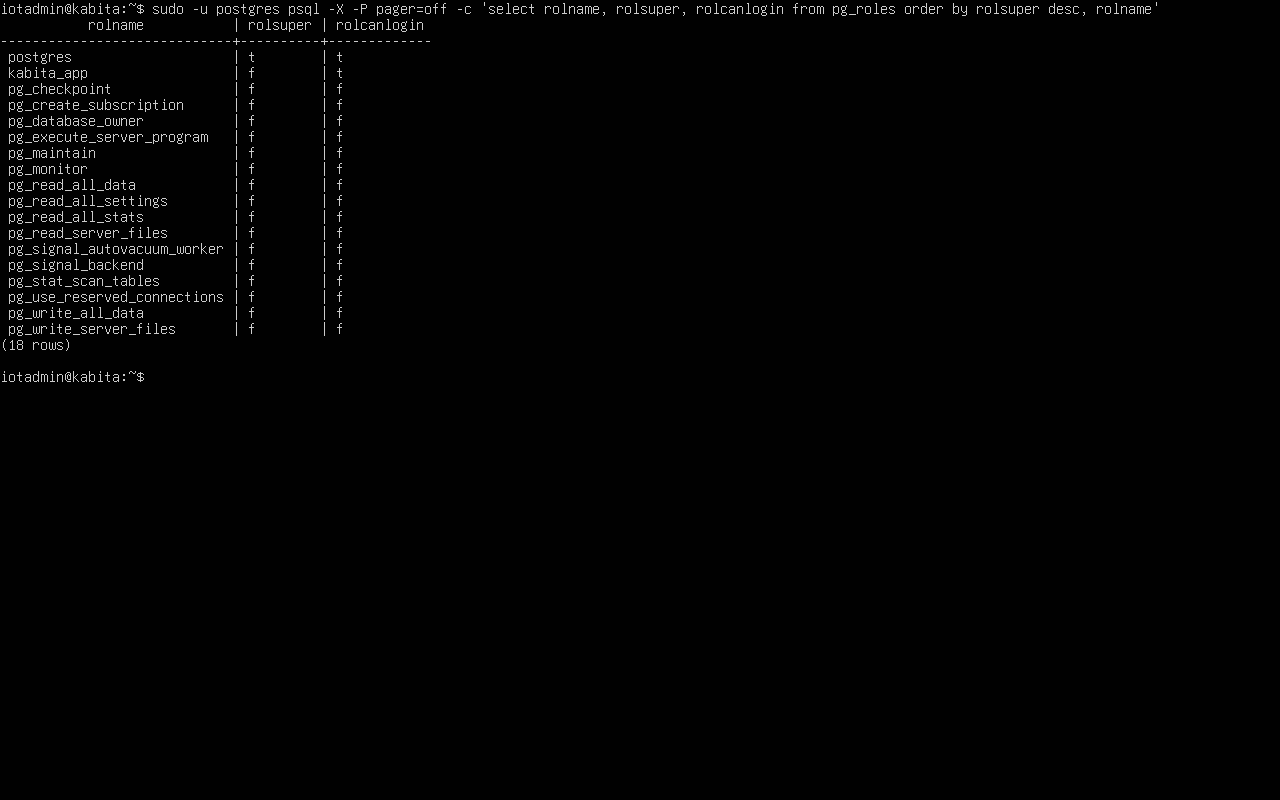 iotadmin@kabita:~$ sudo -u postgres psql -X -P pager=off -c 'select rolname, rolsuper, rolcanlogin from pg_roles order by rolsuper desc, rolname'
           rolname           | rolsuper | rolcanlogin
-----------------------------+----------+-------------
 postgres                    | t        | t
 kabita_app                  | f        | t
 pg_checkpoint               | f        | f
 pg_create_subscription      | f        | f
 pg_database_owner           | f        | f
 pg_execute_server_program   | f        | f
 pg_maintain                 | f        | f
 pg_monitor                  | f        | f
 pg_read_all_data            | f        | f
 pg_read_all_settings        | f        | f
 pg_read_all_stats           | f        | f
 pg_read_server_files        | f        | f
 pg_signal_autovacuum_worker | f        | f
 pg_signal_backend           | f        | f
 pg_stat_scan_tables         | f        | f
 pg_use_reserved_connections | f        | f
 pg_write_all_data           | f        | f
 pg_write_server_files       | f        | f
(18 rows)

iotadmin@kabita:~$